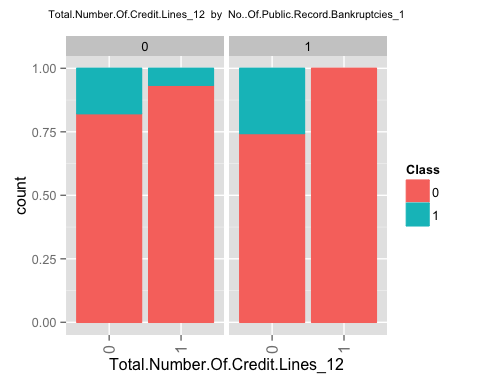 Total.Number.Of.Credit.Lines_12 by No..Of.Public.Record.Bankruptcies_1
0 1
1.00
0.75
0.50
0.25
0.00
count
0 1 0 1
Total.Number.Of.Credit.Lines_12
Class
0
1